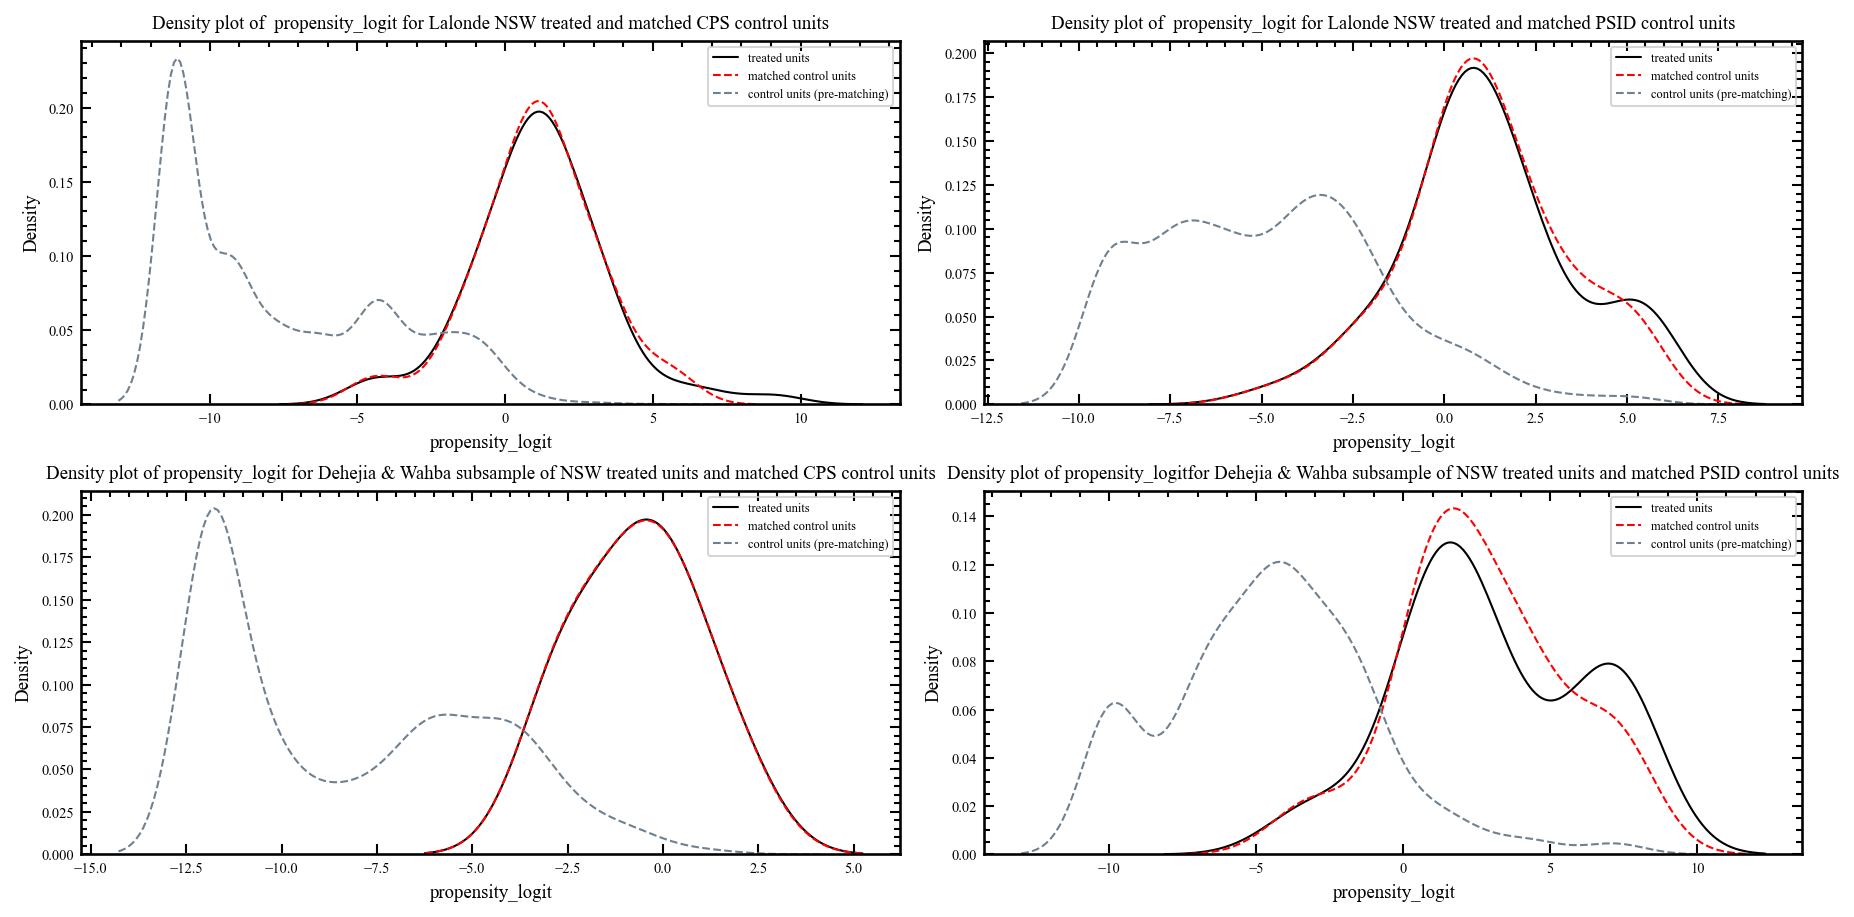 Density plot of  propensity_logit for Lalonde NSW treated and matched CPS control units
treated units
matched control units
control units (pre-matching)
Density
0.20
0.15
0.10
0.05
0.00
−10
−5
0
5
10
propensity_logit
Density plot of  propensity_logit for Lalonde NSW treated and matched PSID control units
treated units
matched control units
control units (pre-matching)
Density
0.200
0.175
0.150
0.125
0.100
0.075
0.050
0.025
0.000
−12.5
−10.0
−7.5
−5.0
−2.5
0.0
2.5
5.0
7.5
propensity_logit
Density plot of propensity_logit for Dehejia & Wahba subsample of NSW treated units and matched CPS control units
treated units
matched control units
control units (pre-matching)
Density
0.200
0.175
0.150
0.125
0.100
0.075
0.050
0.025
0.000
−15.0
−12.5
−10.0
−7.5
−5.0
−2.5
0.0
2.5
5.0
propensity_logit
Density plot of propensity_logitfor Dehejia & Wahba subsample of NSW treated units and matched PSID control units
treated units
matched control units
control units (pre-matching)
Density
0.14
0.12
0.10
0.08
0.06
0.04
0.02
0.00
−10
−5
0
5
10
propensity_logit